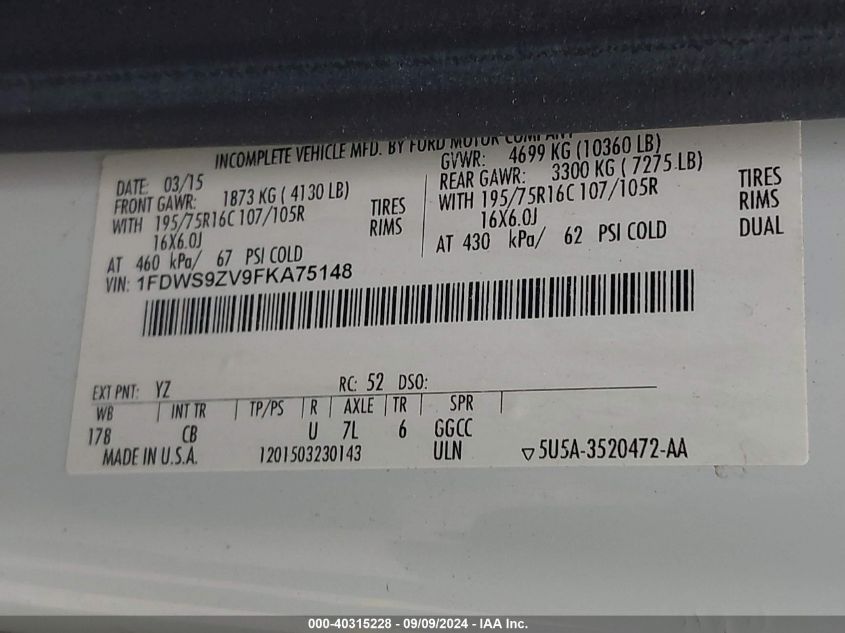 INCOMPLETE VEHICLE MFD. BY FORD MOTOR COMPANY
DATE: 03/15
FRONT GAWR: 1873 KG ( 4130 LB)
WITH 195/75R16C 107/105R TIRES
16X6.0J RIMS
AT 460 kPa/ 67 PSI COLD
GVWR: 4699 KG (10360 LB)
REAR GAWR: 3300 KG ( 7275 LB)
WITH 195/75R16C 107/105R TIRES
16X6.0J RIMS
AT 430 kPa/ 62 PSI COLD DUAL
VIN: 1FDWS9ZV9FKA75148
EXT PNT: YZ RC: 52 DSO:
WB INT TR TP/PS R AXLE TR SPR
178 CB U 7L 6 GGCC
MADE IN U.S.A. 1201503230143 ULN ▽5U5A-3520472-AA
000-40315228 - 09/09/2024 - IAA Inc.